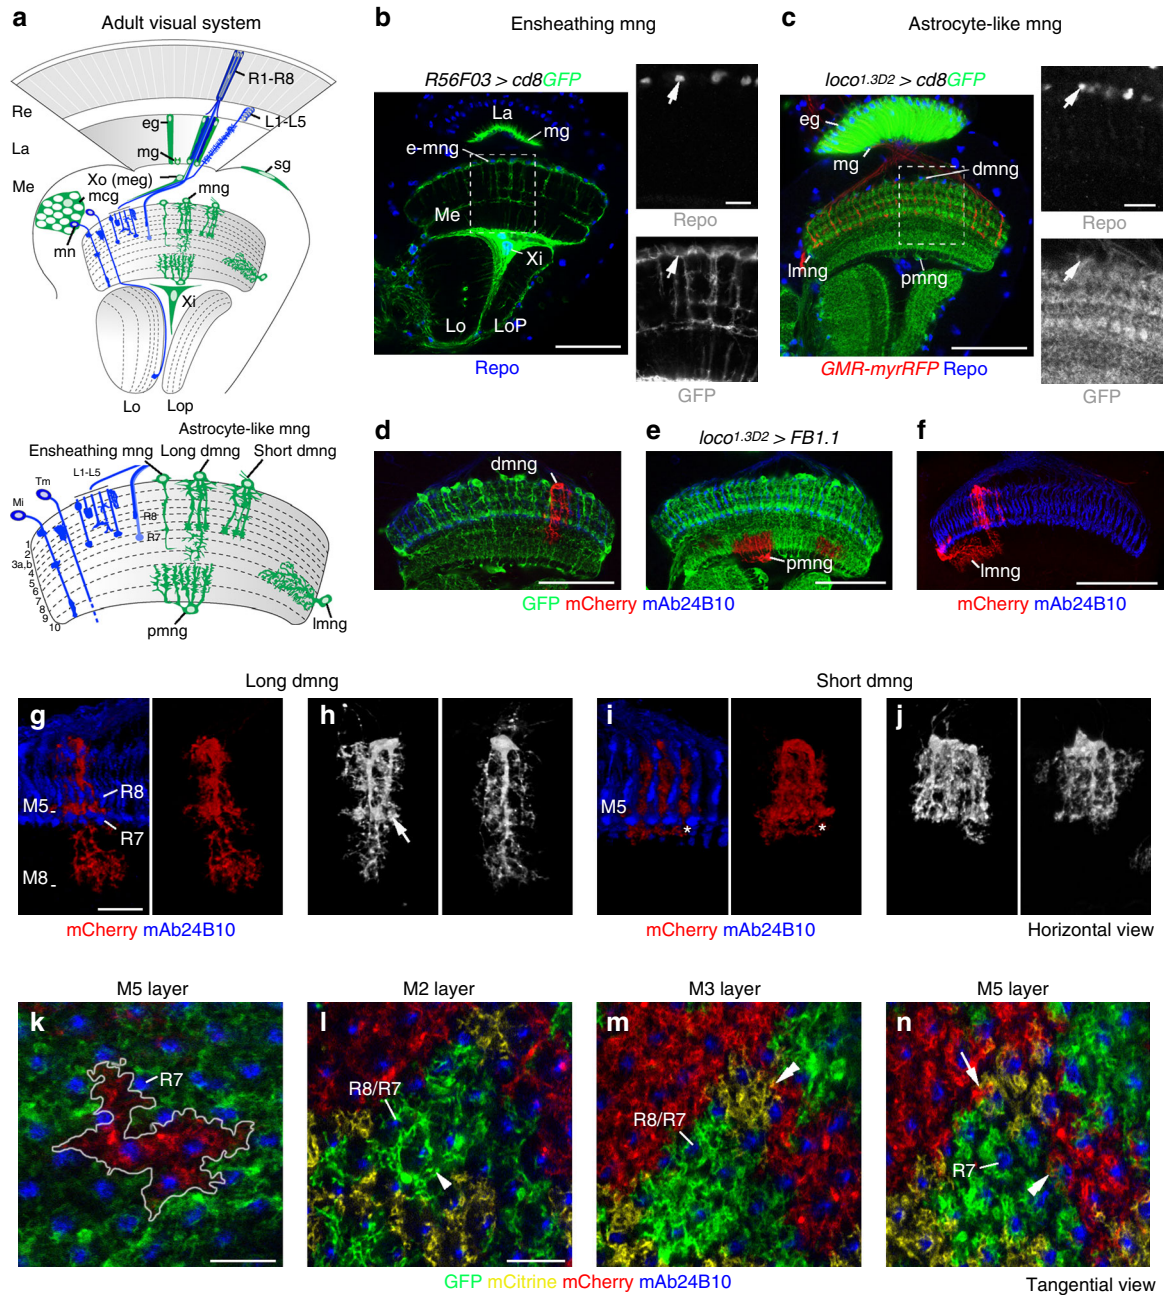 a
Adult visual system
R1-R8
Re
eg
L1-L5
La
mg
sg
Xo (meg)
Me
mcg
mng
mn
Xi
Lo
Lop
Astrocyte-like mng
Ensheathing mng
Long dmng
Short dmng
L1-L5
Tm
Mi
R8
R7
1
2
3a,b
4
5
6
7
8
9
10
lmng
pmng
b
Ensheathing mng
R56F03 > cd8GFP
La
mg
e-mng
Me
Xi
Lo
LoP
Repo
Repo
GFP
c
Astrocyte-like mng
loco1.3D2 > cd8GFP
eg
mg
dmng
lmng
pmng
GMR-myrRFP Repo
Repo
GFP
d
dmng
e
loco1.3D2 > FB1.1
pmng
GFP mCherry mAb24B10
f
lmng
mCherry mAb24B10
Long dmng
Short dmng
g
R8
M5
R7
M8
mCherry mAb24B10
h
i
M5
*
*
mCherry mAb24B10
j
Horizontal view
M5 layer
k
R7
M2 layer
l
R8/R7
M3 layer
m
R8/R7
M5 layer
n
R7
GFP mCitrine mCherry mAb24B10
Tangential view